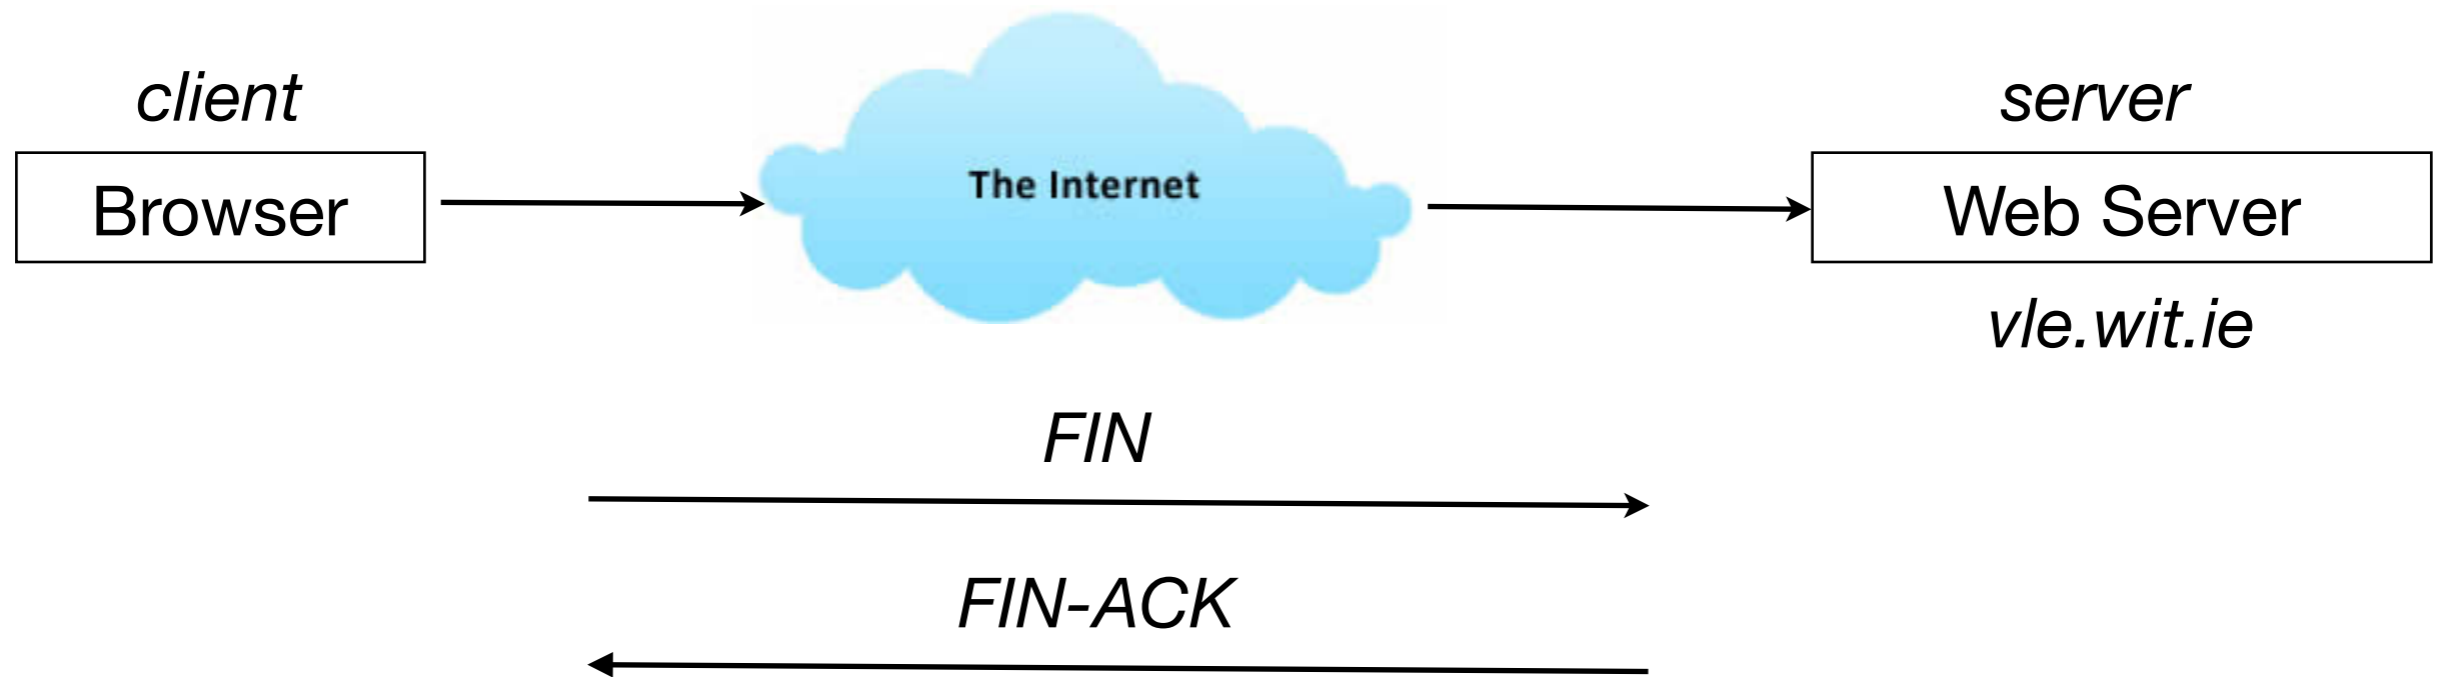 client
server
Browser
The Internet
Web Server
vle.wit.ie
FIN
FIN-ACK